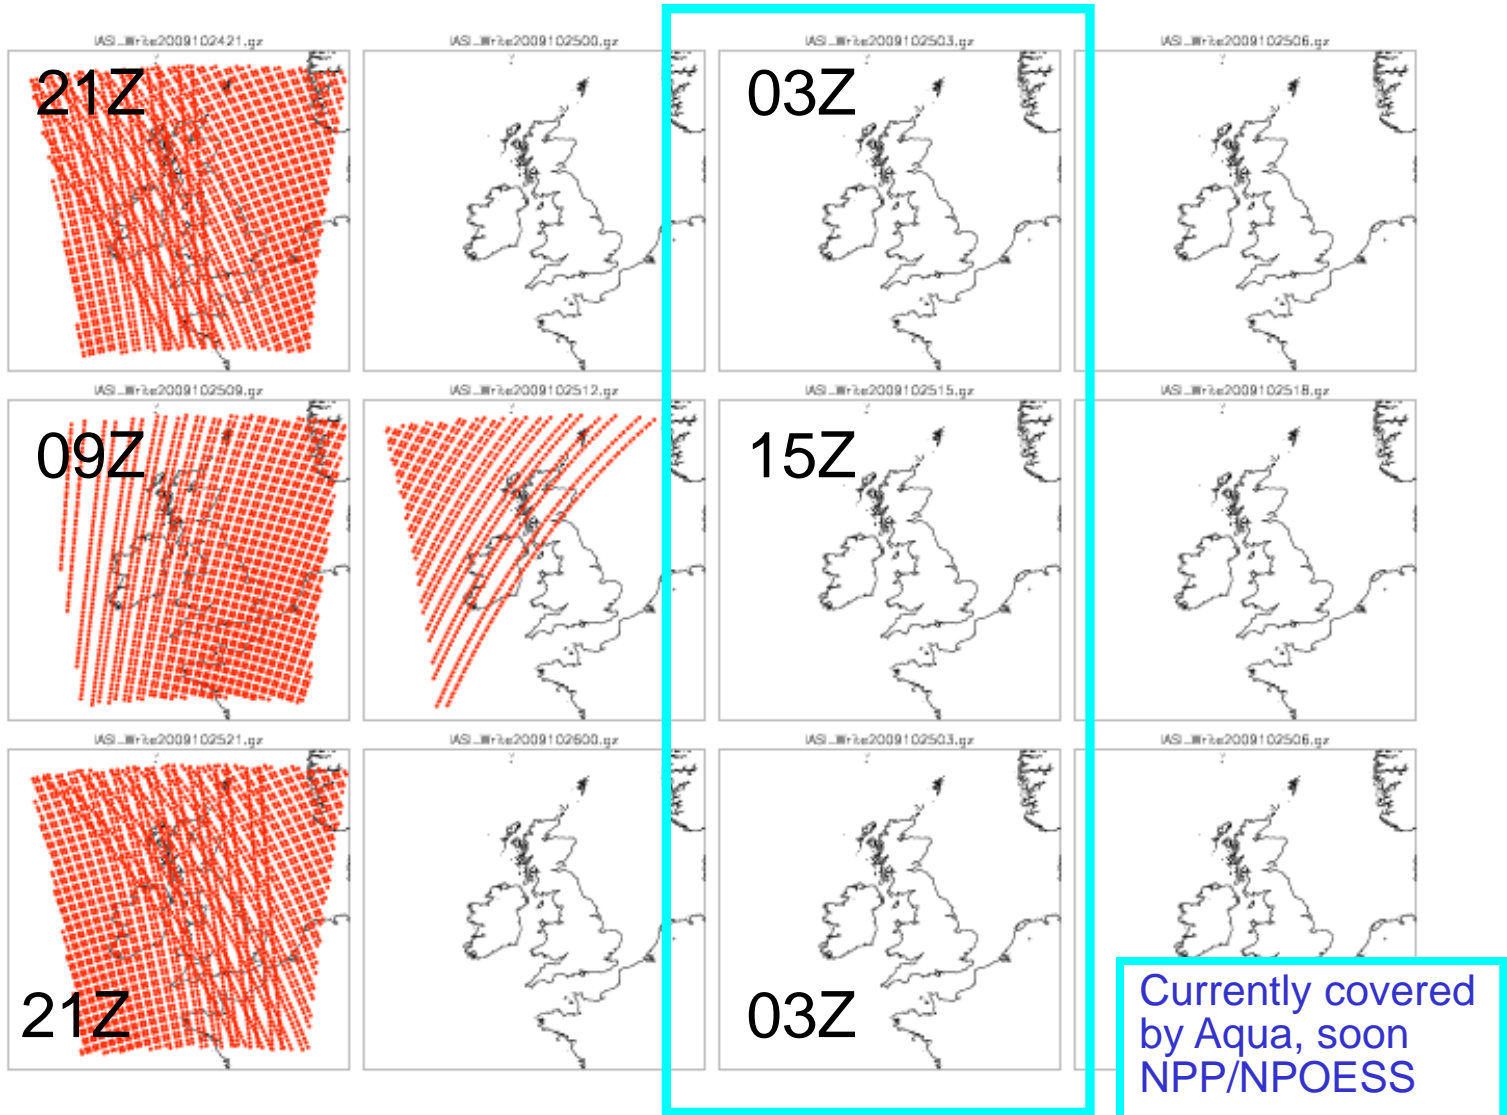 IASI_Write2009102421.gz
IASI_Write2009102500.gz
IASI_Write2009102503.gz
IASI_Write2009102506.gz
21Z
03Z
IASI_Write2009102509.gz
IASI_Write2009102512.gz
IASI_Write2009102515.gz
IASI_Write2009102518.gz
09Z
15Z
IASI_Write2009102521.gz
IASI_Write2009102600.gz
IASI_Write2009102503.gz
IASI_Write2009102506.gz
21Z
03Z
Currently covered
by Aqua, soon
NPP/NPOESS